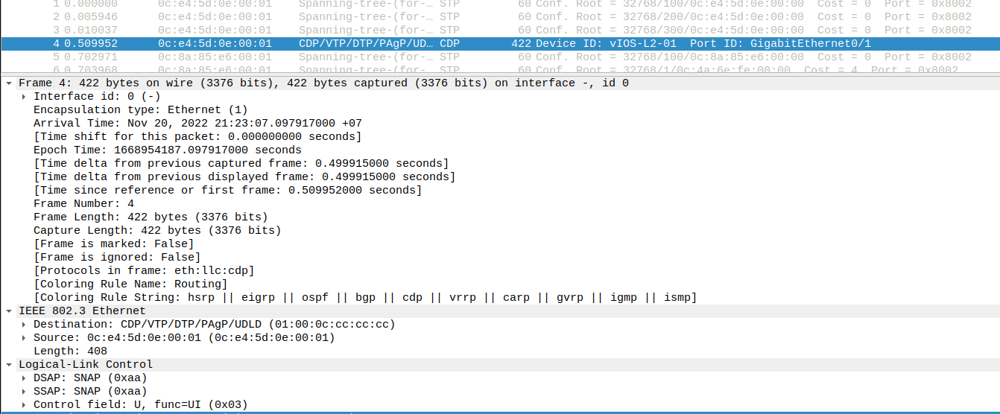 1 0.000000 0c:e4:5d:0e:00:01 Spanning-tree-(for-… STP 60 Conf. Root = 32768/100/0c:e4:5d:0e:00:00 Cost = 0 Port = 0x8002
2 0.005946 0c:e4:5d:0e:00:01 Spanning-tree-(for-… STP 60 Conf. Root = 32768/200/0c:e4:5d:0e:00:00 Cost = 0 Port = 0x8002
3 0.010037 0c:e4:5d:0e:00:01 Spanning-tree-(for-… STP 60 Conf. Root = 32768/300/0c:e4:5d:0e:00:00 Cost = 0 Port = 0x8002
4 0.509952 0c:e4:5d:0e:00:01 CDP/VTP/DTP/PAgP/UD… CDP 422 Device ID: vIOS-L2-01 Port ID: GigabitEthernet0/1
5 0.702971 0c:8a:85:e6:00:01 Spanning-tree-(for-… STP 60 Conf. Root = 32768/100/0c:8a:85:e6:00:00 Cost = 0 Port = 0x8002
6 0.703968 0c:8a:85:e6:00:01 Spanning-tree-(for-… STP 60 Conf. Root = 32768/1/0c:4a:6e:fe:00:00 Cost = 4 Port = 0x8002
Frame 4: 422 bytes on wire (3376 bits), 422 bytes captured (3376 bits) on interface -, id 0
Interface id: 0 (-)
Encapsulation type: Ethernet (1)
Arrival Time: Nov 20, 2022 21:23:07.097917000 +07
[Time shift for this packet: 0.000000000 seconds]
Epoch Time: 1668954187.097917000 seconds
[Time delta from previous captured frame: 0.499915000 seconds]
[Time delta from previous displayed frame: 0.499915000 seconds]
[Time since reference or first frame: 0.509952000 seconds]
Frame Number: 4
Frame Length: 422 bytes (3376 bits)
Capture Length: 422 bytes (3376 bits)
[Frame is marked: False]
[Frame is ignored: False]
[Protocols in frame: eth:llc:cdp]
[Coloring Rule Name: Routing]
[Coloring Rule String: hsrp || eigrp || ospf || bgp || cdp || vrrp || carp || gvrp || igmp || ismp]
IEEE 802.3 Ethernet
Destination: CDP/VTP/DTP/PAgP/UDLD (01:00:0c:cc:cc:cc)
Source: 0c:e4:5d:0e:00:01 (0c:e4:5d:0e:00:01)
Length: 408
Logical-Link Control
DSAP: SNAP (0xaa)
SSAP: SNAP (0xaa)
Control field: U, func=UI (0x03)